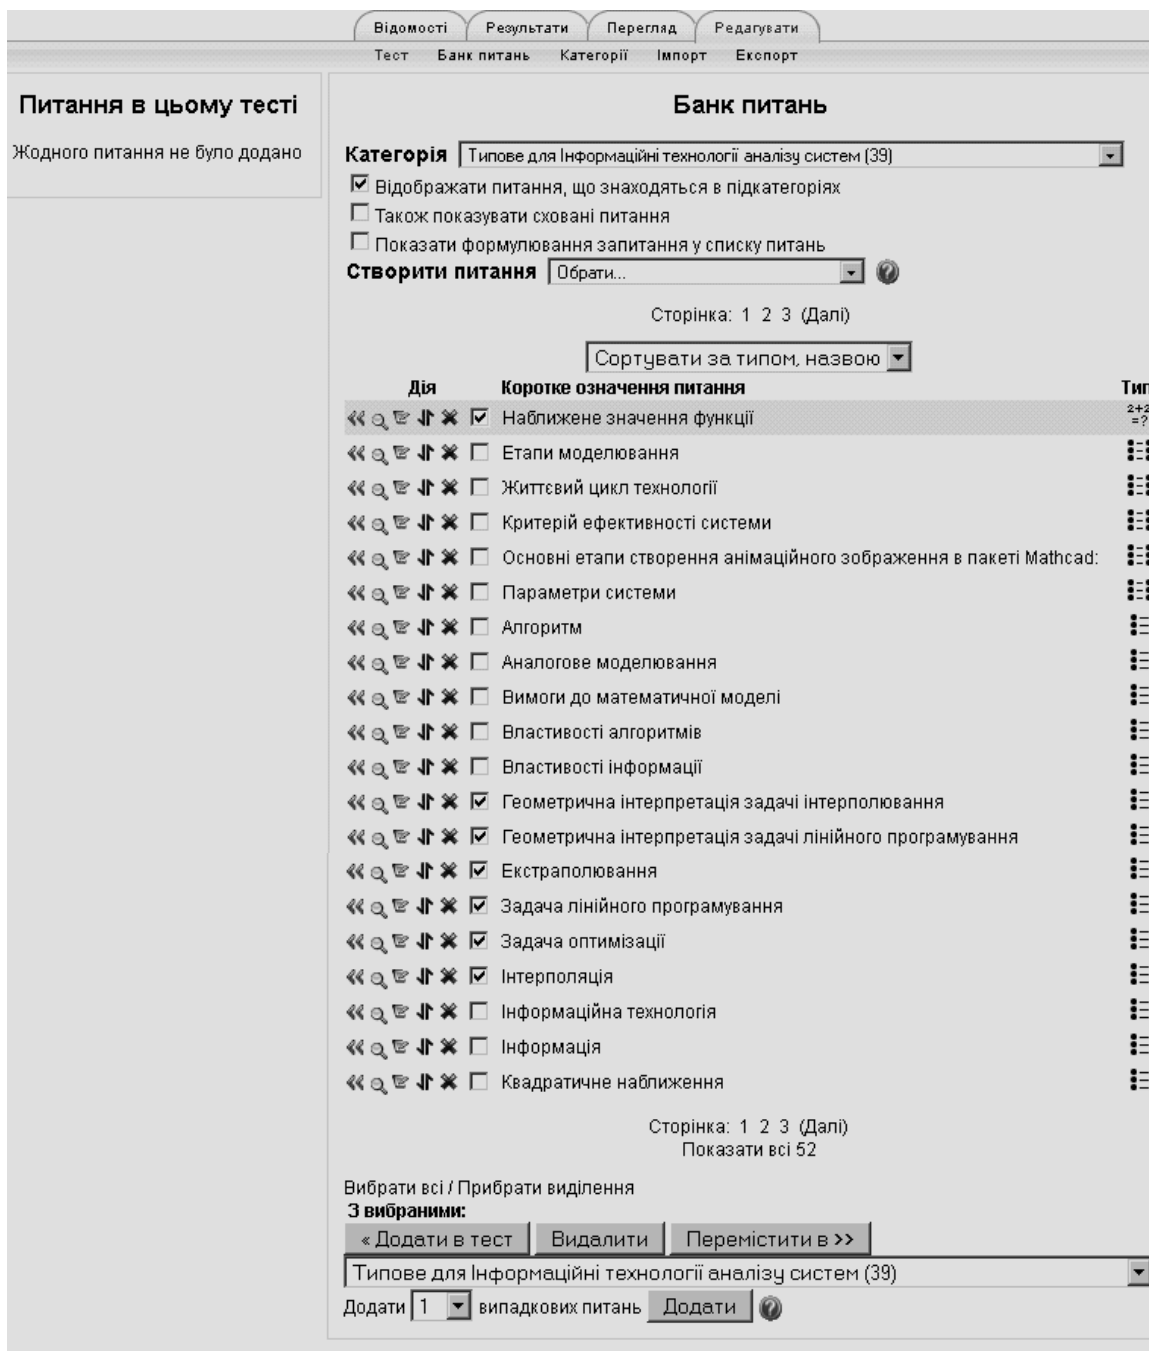 Відомості Результати Перегляд Редагувати
Тест Банк питань Категорії Імпорт Експорт
Питання в цьому тесті
Жодного питання не було додано
Банк питань
Категорія Типове для Інформаційні технології аналізу систем (39)
Відображати питання, що знаходяться в підкатегоріях
Також показувати сховані питання
Показати формулювання запитання у списку питань
Створити питання Обрати...
Сторінка: 1 2 3 (Далі)
Сортувати за типом, назвою
Дія Коротке означення питання Тип
Наближене значення функції 2+2=?
Етапи моделювання
Життєвий цикл технології
Критерій ефективності системи
Основні етапи створення анімаційного зображення в пакеті Mathcad:
Параметри системи
Алгоритм
Аналогове моделювання
Вимоги до математичної моделі
Властивості алгоритмів
Властивості інформації
Геометрична інтерпретація задачі інтерполювання
Геометрична інтерпретація задачі лінійного програмування
Екстраполювання
Задача лінійного програмування
Задача оптимізації
Інтерполяція
Інформаційна технологія
Інформація
Квадратичне наближення
Сторінка: 1 2 3 (Далі)
Показати всі 52
Вибрати всі / Прибрати виділення
З вибраними:
« Додати в тест Видалити Перемістити в >>
Типове для Інформаційні технології аналізу систем (39)
Додати 1 випадкових питань Додати